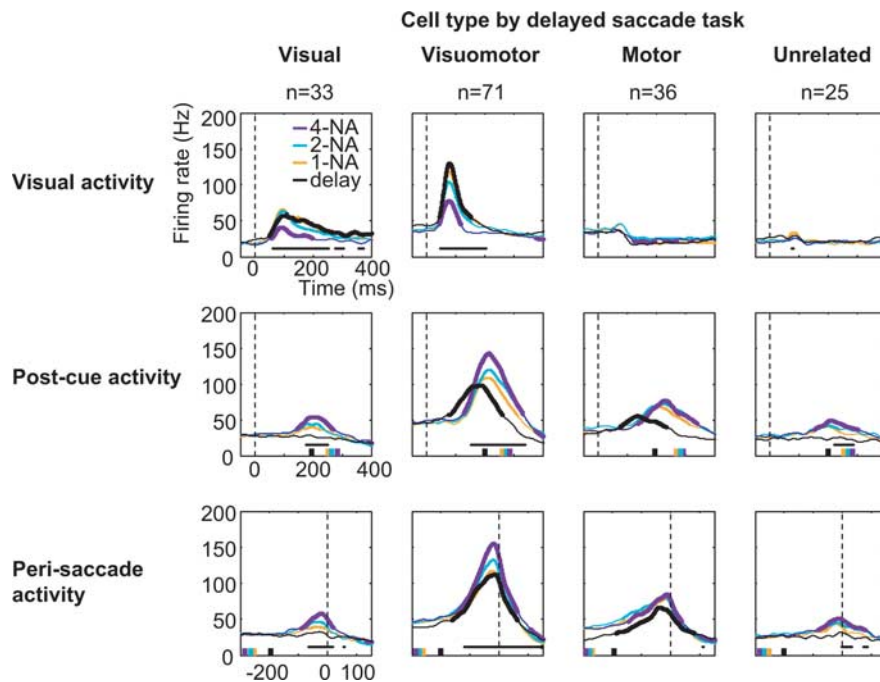 Cell type by delayed saccade task
Visual Visuomotor Motor Unrelated
n=33 n=71 n=36 n=25
Visual activity
Firing rate (Hz)
200
150
100
50
0
4-NA
2-NA
1-NA
delay
0 200 400
Time (ms)
Post-cue activity
200
150
100
50
0
0 200 400
Peri-saccade
activity
200
150
100
50
0
-200 0 100